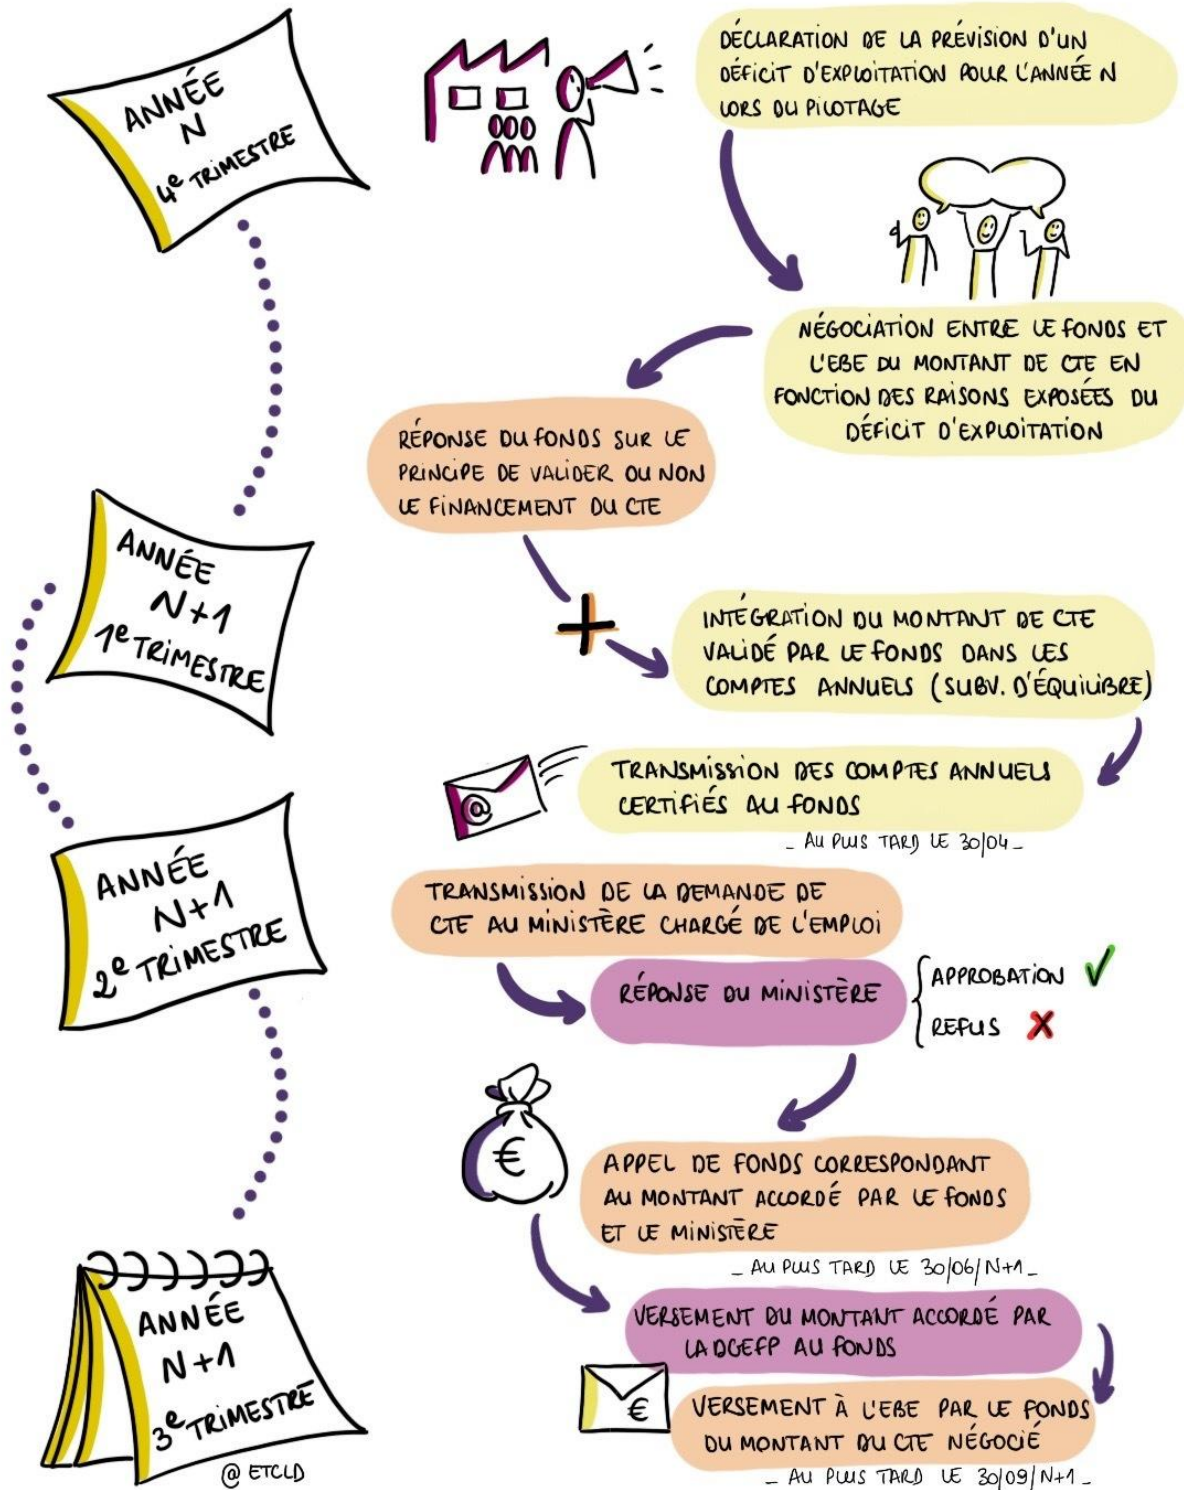 ANNÉE
N
4e TRIMESTRE
DÉCLARATION DE LA PRÉVISION D'UN
DÉFICIT D'EXPLOITATION POUR L'ANNÉE N
LORS DU PILOTAGE
NÉGOCIATION ENTRE LE FONDS ET
L'EBE DU MONTANT DE CTE EN
FONCTION DES RAISONS EXPOSÉES DU
DÉFICIT D'EXPLOITATION
RÉPONSE DU FONDS SUR LE
PRINCIPE DE VALIDER OU NON
LE FINANCEMENT DU CTE
ANNÉE
N+1
1e TRIMESTRE
INTÉGRATION DU MONTANT DE CTE
VALIDÉ PAR LE FONDS DANS LES
COMPTES ANNUELS (SUBV. D'ÉQUILIBRE)
@
TRANSMISSION DES COMPTES ANNUELS
CERTIFIÉS AU FONDS
_ AU PLUS TARD LE 30/04 _
ANNÉE
N+1
2e TRIMESTRE
TRANSMISSION DE LA DEMANDE DE
CTE AU MINISTÈRE CHARGÉ DE L'EMPLOI
RÉPONSE DU MINISTÈRE
APPROBATION
REFUS
€
APPEL DE FONDS CORRESPONDANT
AU MONTANT ACCORDÉ PAR LE FONDS
ET LE MINISTÈRE
_ AU PLUS TARD LE 30/06/N+1 _
ANNÉE
N+1
3e TRIMESTRE
VERSEMENT DU MONTANT ACCORDÉ PAR
LA DGEFP AU FONDS
€
VERSEMENT À L'EBE PAR LE FONDS
DU MONTANT DU CTE NÉGOCIÉ
_ AU PLUS TARD LE 30/09/N+1 _
@ ETCLD